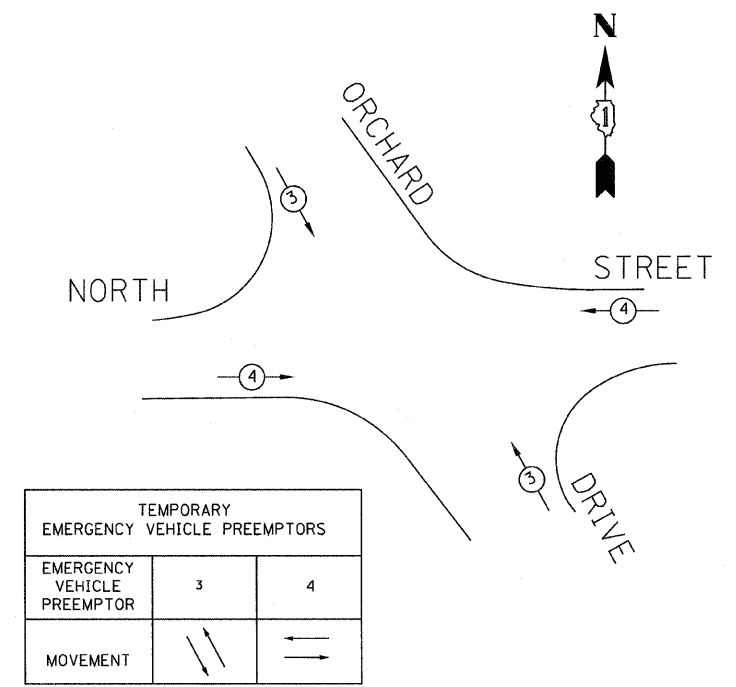 N
1
ORCHARD
3
NORTH
STREET
4
4
3
DRIVE
TEMPORARY
EMERGENCY VEHICLE PREEMPTORS
EMERGENCY
VEHICLE
PREEMPTOR
3
4
MOVEMENT